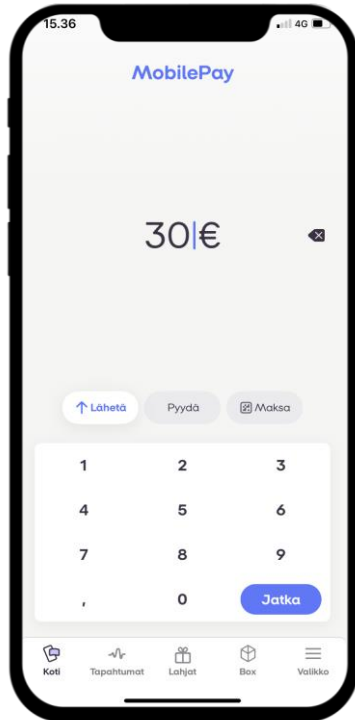 15.36 4G
MobilePay
30€
Lähetä Pyydä Maksa
1 2 3
4 5 6
7 8 9
, 0 Jatka
Koti Tapahtumat Lahjat Box Valikko